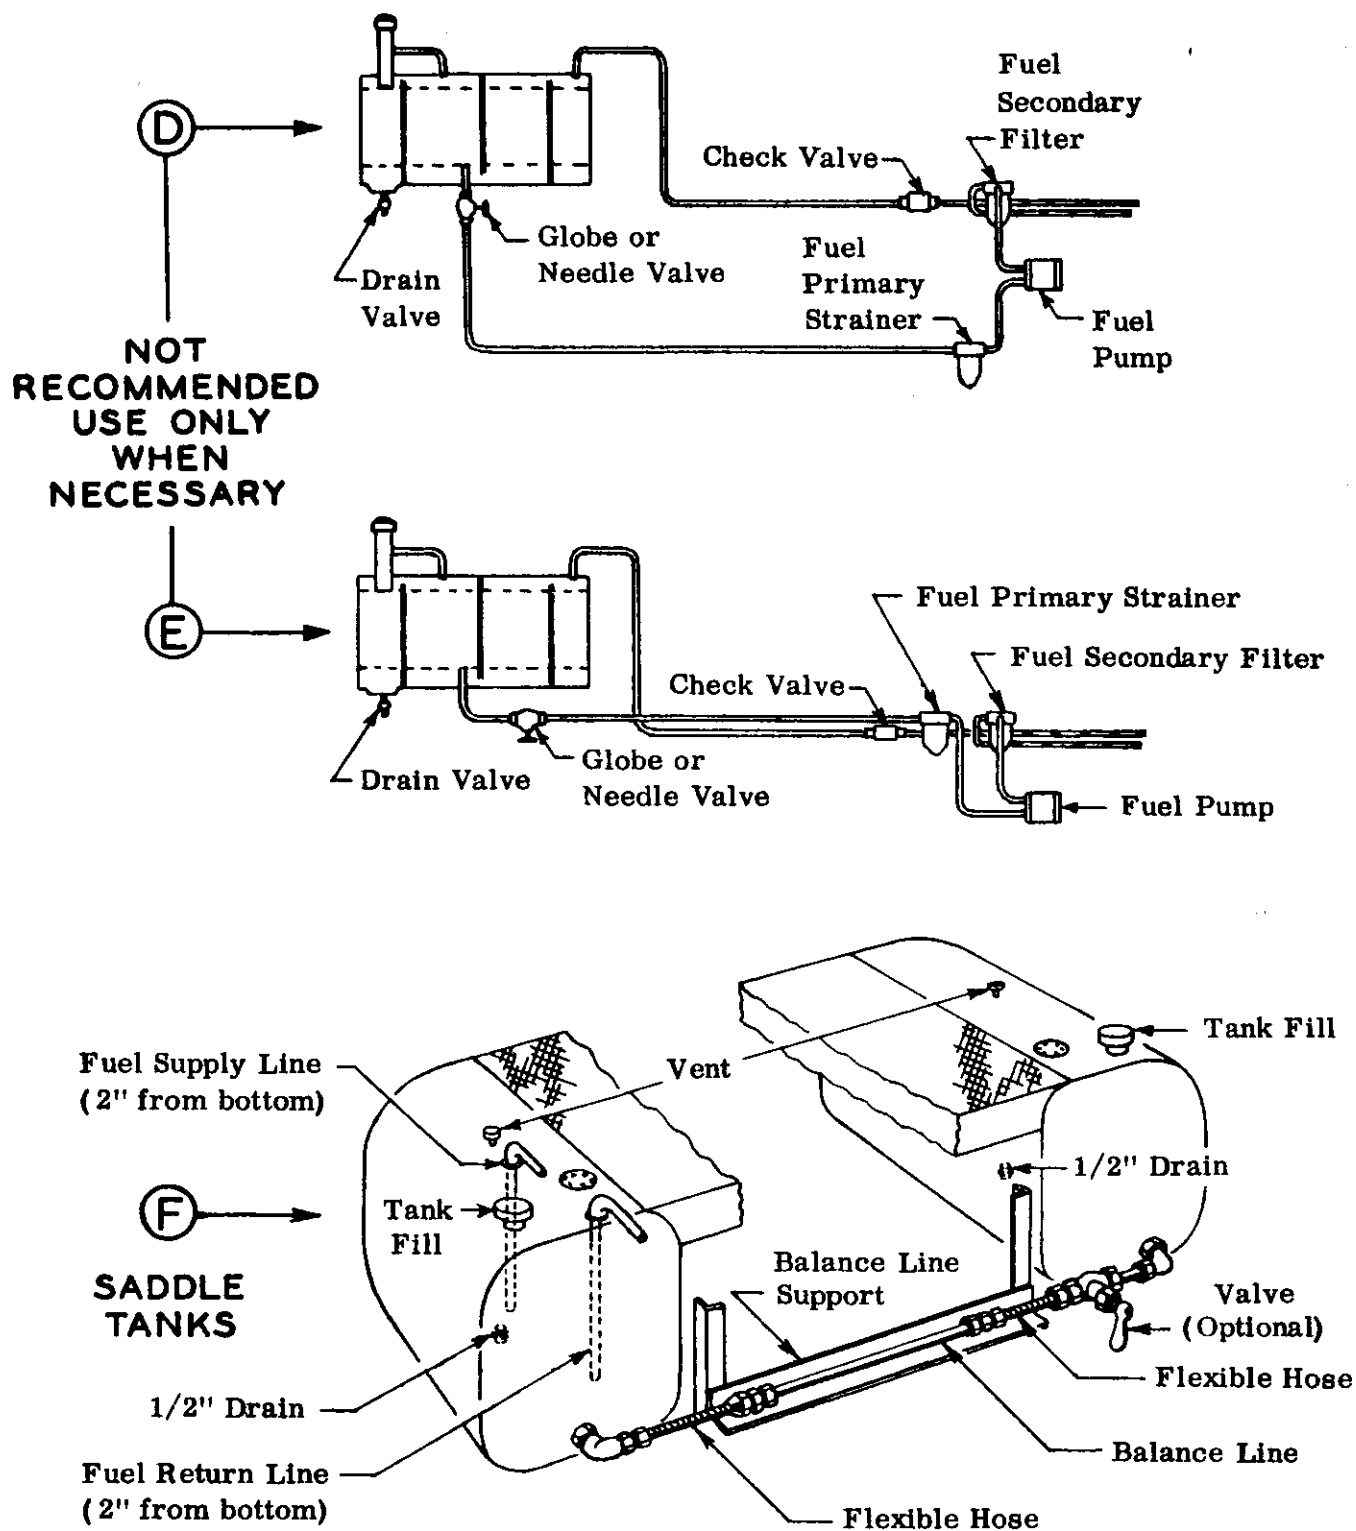 D
NOT
RECOMMENDED
USE ONLY
WHEN
NECESSARY
Fuel
Secondary
Filter
Check Valve
Globe or
Needle Valve
Drain
Valve
Fuel
Primary
Strainer
Fuel
Pump
E
Fuel Primary Strainer
Fuel Secondary Filter
Check Valve
Globe or
Needle Valve
Drain Valve
Fuel Pump
F
SADDLE
TANKS
Fuel Supply Line
(2" from bottom)
Vent
Tank Fill
1/2" Drain
Tank
Fill
Balance Line
Support
Valve
(Optional)
Flexible Hose
1/2" Drain
Balance Line
Fuel Return Line
(2" from bottom)
Flexible Hose